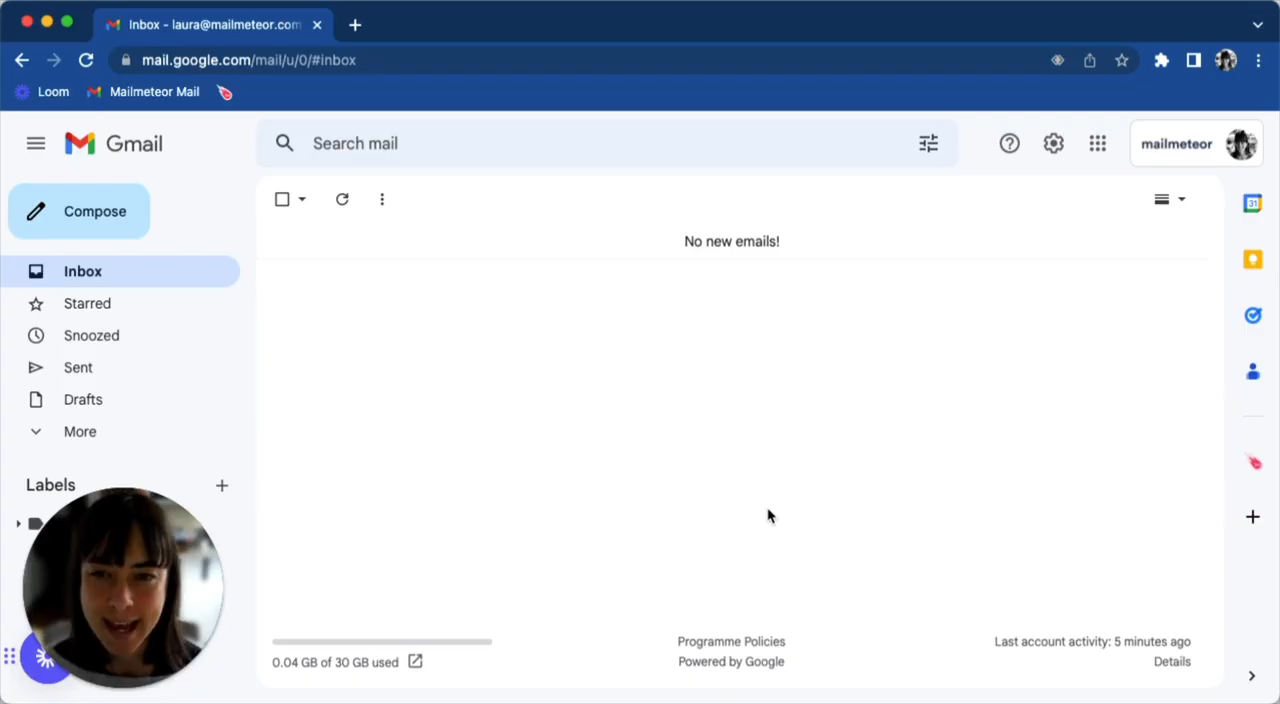 Inbox - laura@mailmeteor.com
mail.google.com/mail/u/0/#inbox
Loom
Mailmeteor Mail
Gmail
Search mail
mailmeteor
Compose
No new emails!
31
Inbox
Starred
Snoozed
Sent
Drafts
More
Labels
Programme Policies
Last account activity: 5 minutes ago
0.04 GB of 30 GB used
Powered by Google
Details